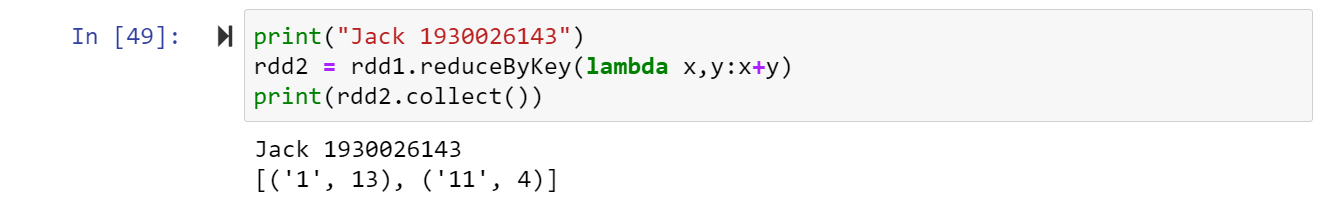 In [49]: print("Jack 1930026143")
rdd2 = rdd1.reduceByKey(lambda x,y:x+y)
print(rdd2.collect())
Jack 1930026143
[('1', 13), ('11', 4)]